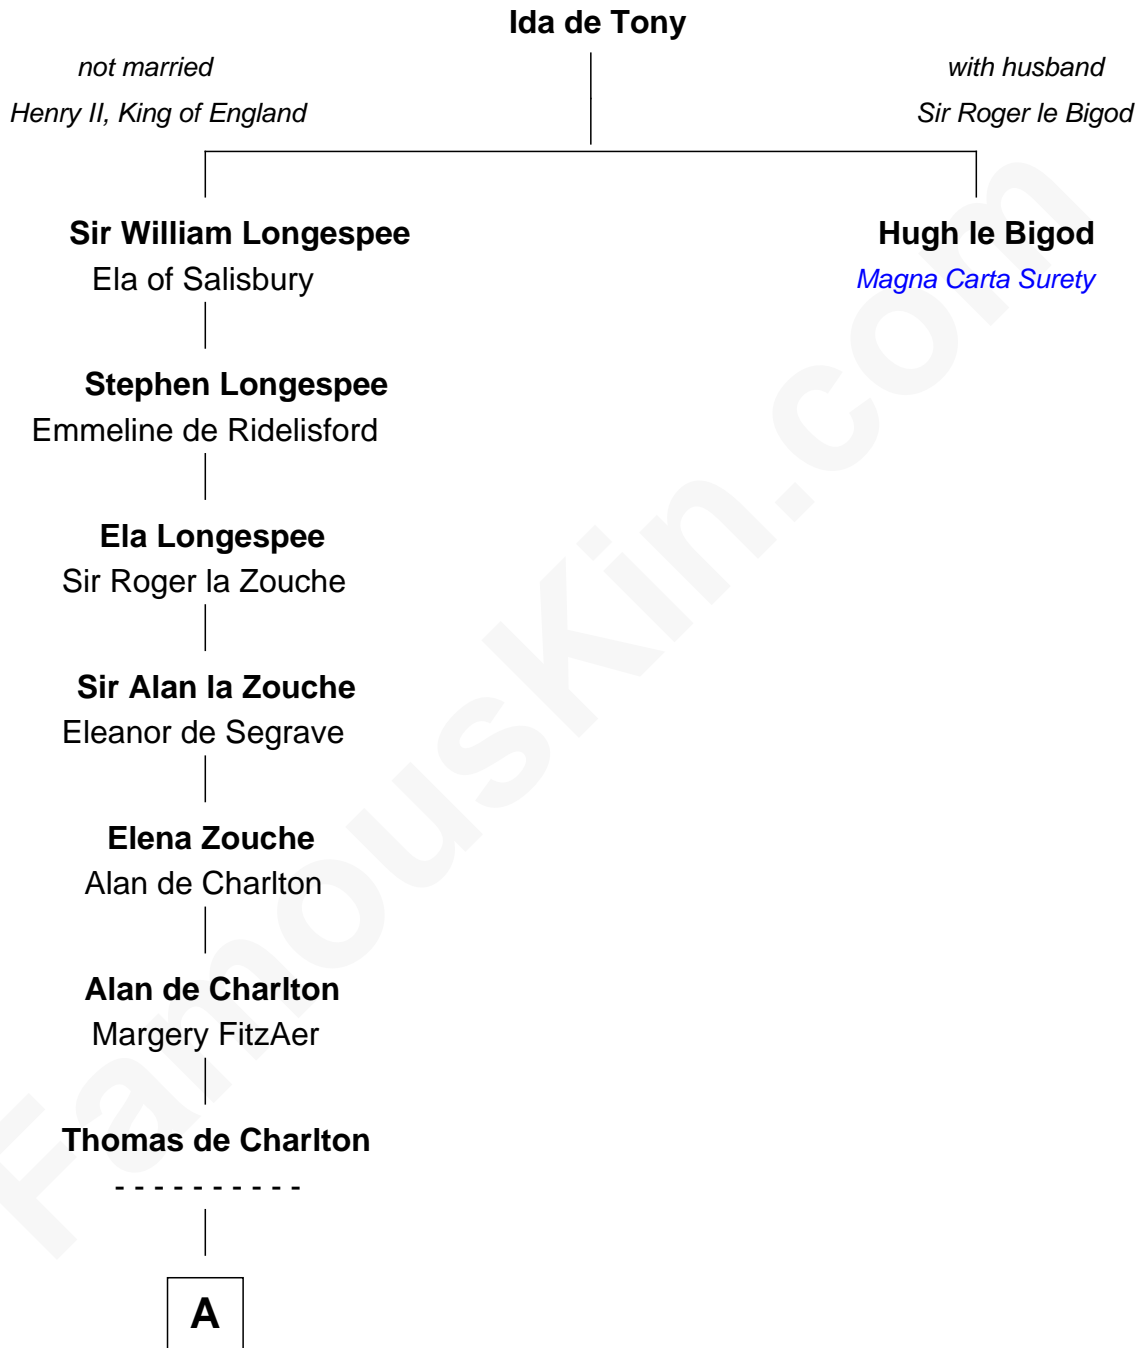 Ida de Tony
not married
with husband
Henry II, King of England
Sir Roger le Bigod
Sir William Longespee
Hugh le Bigod
Ela of Salisbury
Magna Carta Surety
Stephen Longespee
Emmeline de Ridelisford
Ela Longespee
Sir Roger la Zouche
Sir Alan la Zouche
Eleanor de Segrave
Elena Zouche
Alan de Charlton
Alan de Charlton
Margery FitzAer
Thomas de Charlton
- - - - - - - - - -
A
FamousKin.com